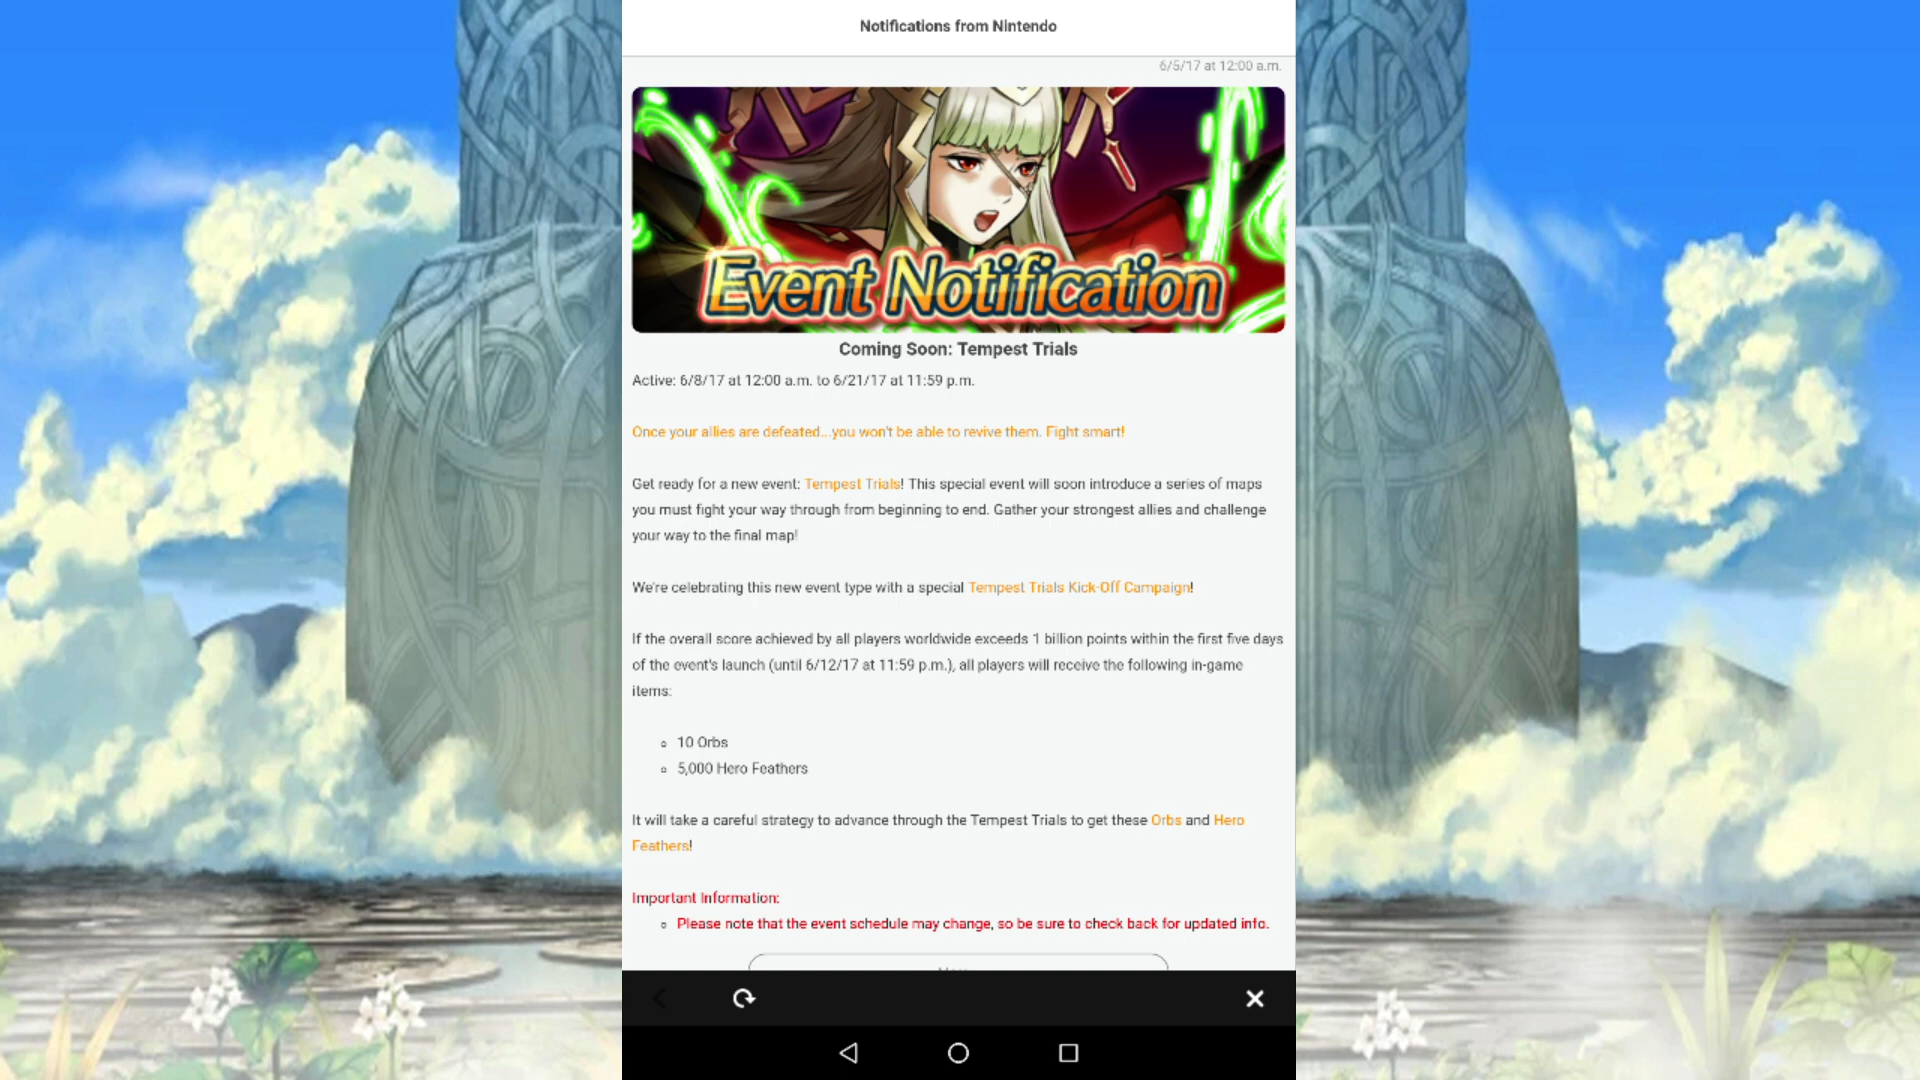 Notifications from Nintendo
6/5/17 at 12:00 a.m.
Event Notification
Coming Soon: Tempest Trials
Active: 6/8/17 at 12:00 a.m. to 6/21/17 at 11:59 p.m.
Once your allies are defeated...you won't be able to revive them. Fight smart!
Get ready for a new event: Tempest Trials! This special event will soon introduce a series of maps
you must fight your way through from beginning to end. Gather your strongest allies and challenge
your way to the final map!
We're celebrating this new event type with a special Tempest Trials Kick-Off Campaign!
If the overall score achieved by all players worldwide exceeds 1 billion points within the first five days
of the event's launch (until 6/12/17 at 11:59 p.m.), all players will receive the following in-game
items:
10 Orbs
5,000 Hero Feathers
It will take a careful strategy to advance through the Tempest Trials to get these Orbs and Hero
Feathers!
Important Information:
Please note that the event schedule may change, so be sure to check back for updated info.